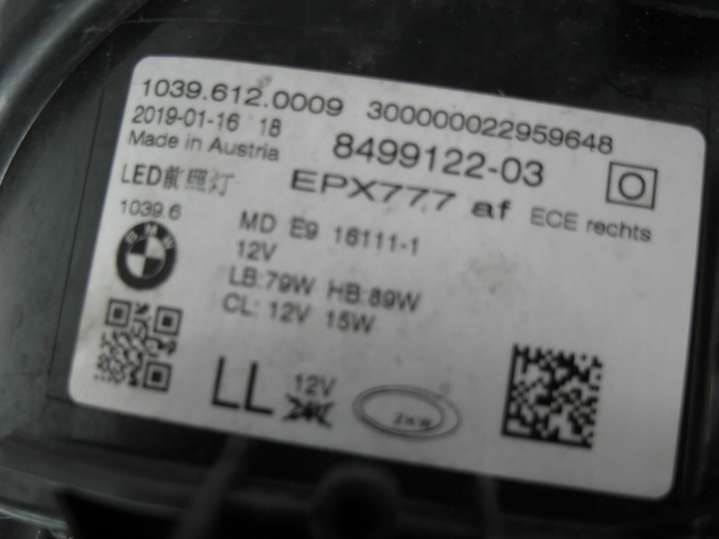 1039.612.0009 300000022959648
2019-01-16 18 8499122-03
Made in Austria
LED前照灯 EPX777 af ECE rechts
1039.6 MD E9 16111-1
BMW 12V
LB:79W HB:89W
CL: 12V 15W
LL 12V
ZKW